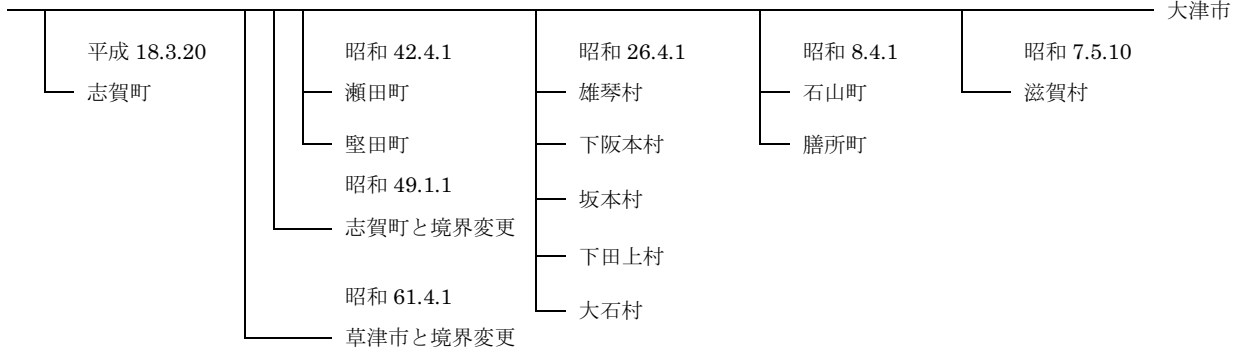 大津市
平成 18.3.20
志賀町
昭和 42.4.1
瀬田町
堅田町
昭和 49.1.1
志賀町と境界変更
昭和 61.4.1
草津市と境界変更
昭和 26.4.1
雄琴村
下阪本村
坂本村
下田上村
大石村
昭和 8.4.1
石山町
膳所町
昭和 7.5.10
滋賀村